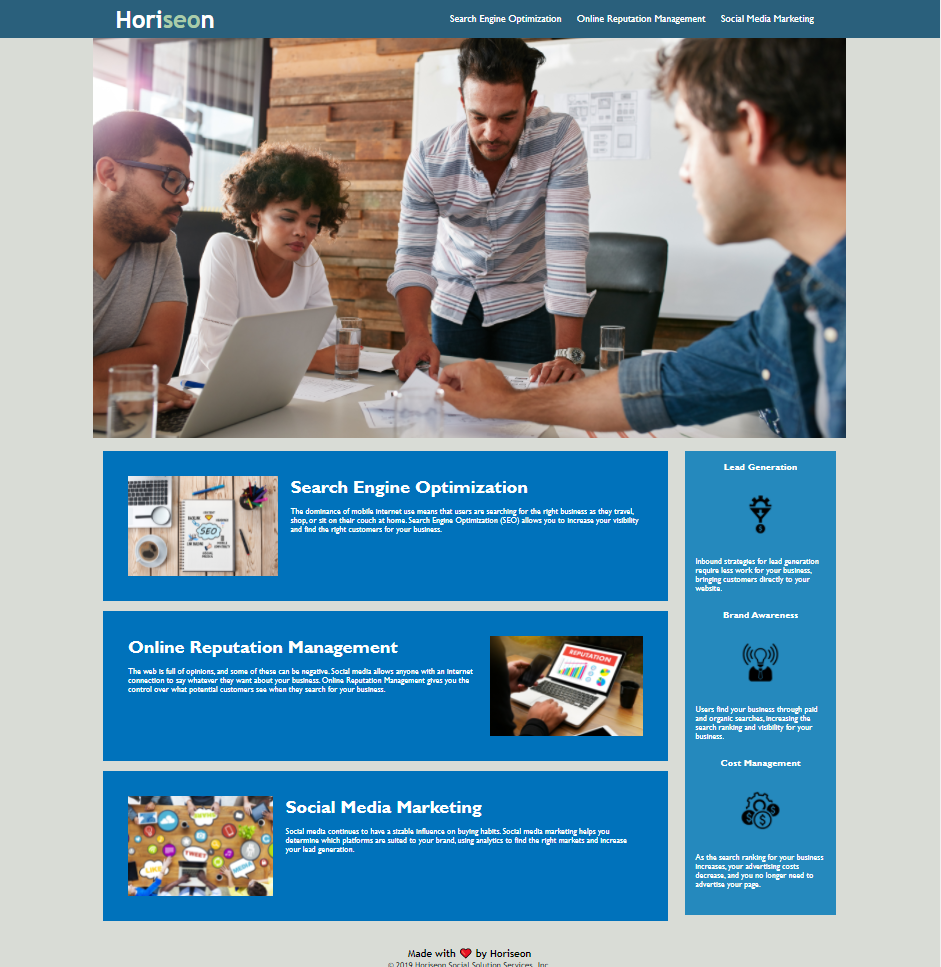 Horiseon
Search Engine Optimization
Online Reputation Management
Social Media Marketing
SEO
Search Engine Optimization
The dominance of mobile internet use means that users are searching for the right business as they travel,
shop, or sit on their couch at home. Search Engine Optimization (SEO) allows you to increase your visibility
and find the right customers for your business.
Online Reputation Management
The web is full of opinions, and some of these can be negative. Social media allows anyone with an internet
connection to say whatever they want about your business. Online Reputation Management gives you the
control over what potential customers see when they search for your business.
REPUTATION
TWEET
LIKE
Social Media Marketing
Social media continues to have a sizable influence on buying habits. Social media marketing helps you
determine which platforms are suited to your brand, using analytics to find the right markets and increase
your lead generation.
Lead Generation
Inbound strategies for lead generation
require less work for your business,
bringing customers directly to your
website.
Brand Awareness
Users find your business through paid
and organic searches, increasing the
search ranking and visibility for your
business.
Cost Management
As the search ranking for your business
increases, your advertising costs
decrease, and you no longer need to
advertise your page.
Made with ❤️ by Horiseon
© 2019 Horiseon Social Solution Services, Inc.